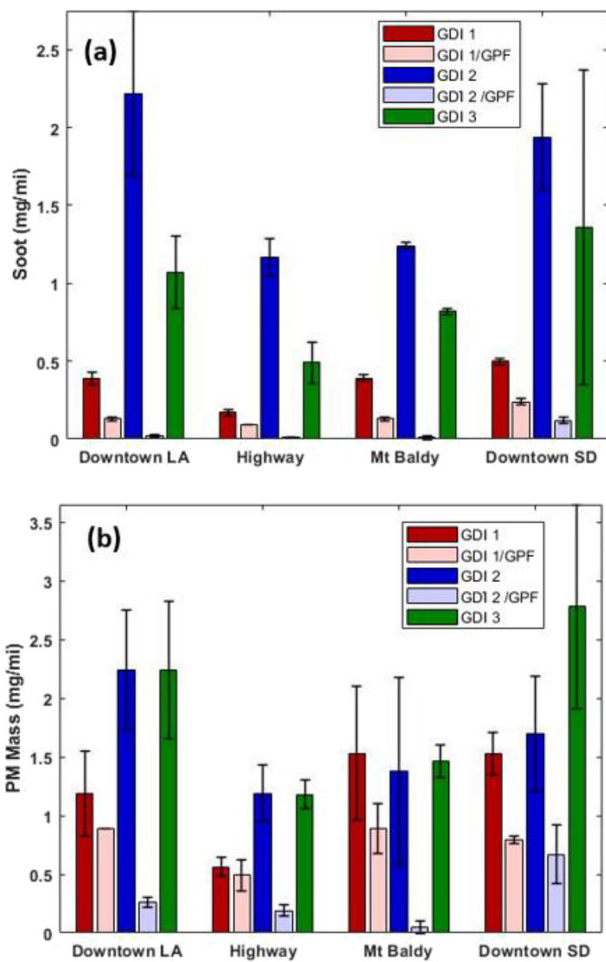 (a)
GDI 1
GDI 1/GPF
GDI 2
GDI 2 /GPF
GDI 3
Soot (mg/mi)
2.5
2
1.5
1
0.5
0
Downtown LA Highway Mt Baldy Downtown SD
(b)
GDI 1
GDI 1/GPF
GDI 2
GDI 2 /GPF
GDI 3
PM Mass (mg/mi)
3.5
3
2.5
2
1.5
1
0.5
0
Downtown LA Highway Mt Baldy Downtown SD